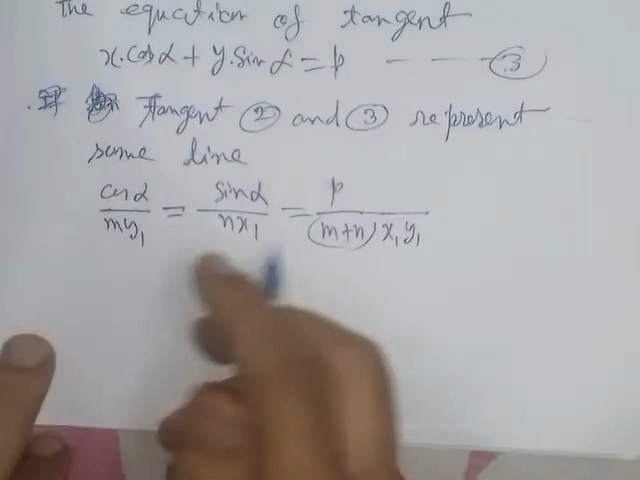 The equation of tangent
x.cosα + y.sinα = p - - - - (3)
Tangent (2) and (3) represent
same line
cosα/my₁ = sinα/nx₁ = p/(m+n)x₁y₁